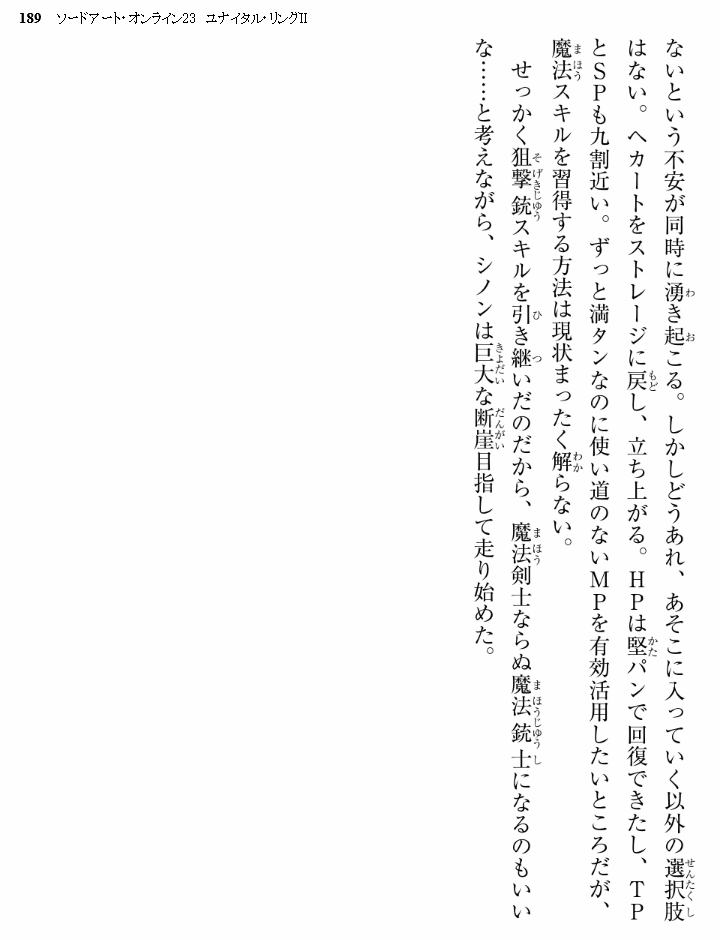 189 ソードアート・オンライン23 ユナイタル・リングⅡ
ないという不安が同時に湧き起こる。しかしどうあれ、あそこに入っていく以外の選択肢
はない。ヘカートをストレージに戻し、立ち上がる。ＨＰは堅パンで回復できたし、ＴＰ
とＳＰも九割近い。ずっと満タンなのに使い道のないＭＰを有効活用したいところだが、
魔法スキルを習得する方法は現状まったく解らない。
せっかく狙撃銃スキルを引き継いだのだから、魔法剣士ならぬ魔法銃士になるのもいい
な……と考えながら、シノンは巨大な断崖目指して走り始めた。